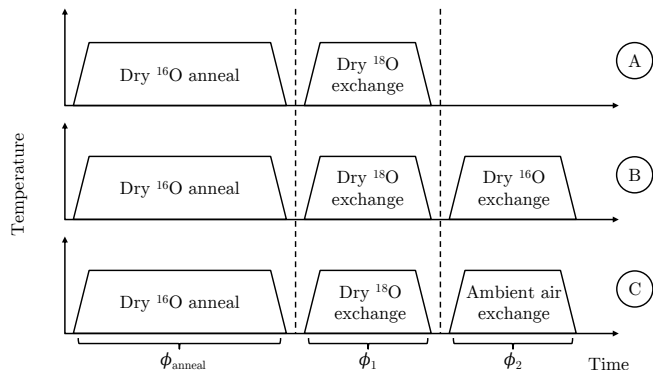 Temperature
Dry ¹⁶O anneal
Dry ¹⁸O
exchange
A
Dry ¹⁶O anneal
Dry ¹⁸O
exchange
Dry ¹⁶O
exchange
B
Dry ¹⁶O anneal
Dry ¹⁸O
exchange
Ambient air
exchange
C
ϕanneal
ϕ1
ϕ2
Time